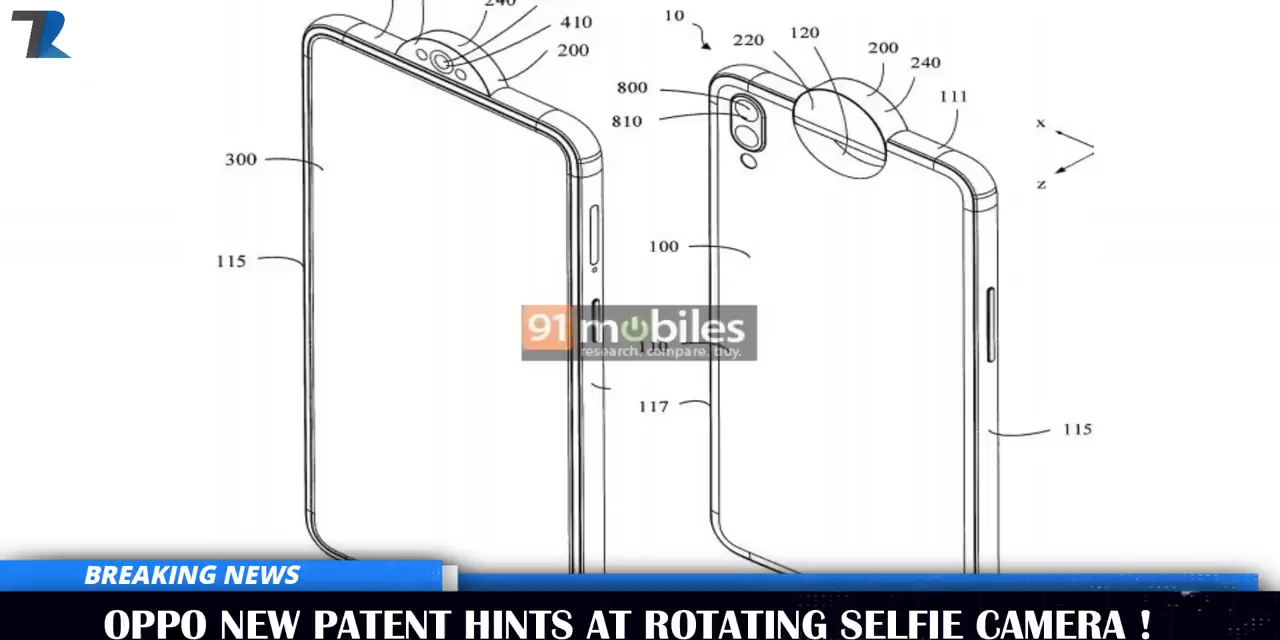 TR
240
410
200
300
115
10
220
120
200
240
111
800
810
x
z
100
91mobiles
research. compare. buy.
110
117
115
BREAKING NEWS
OPPO NEW PATENT HINTS AT ROTATING SELFIE CAMERA !